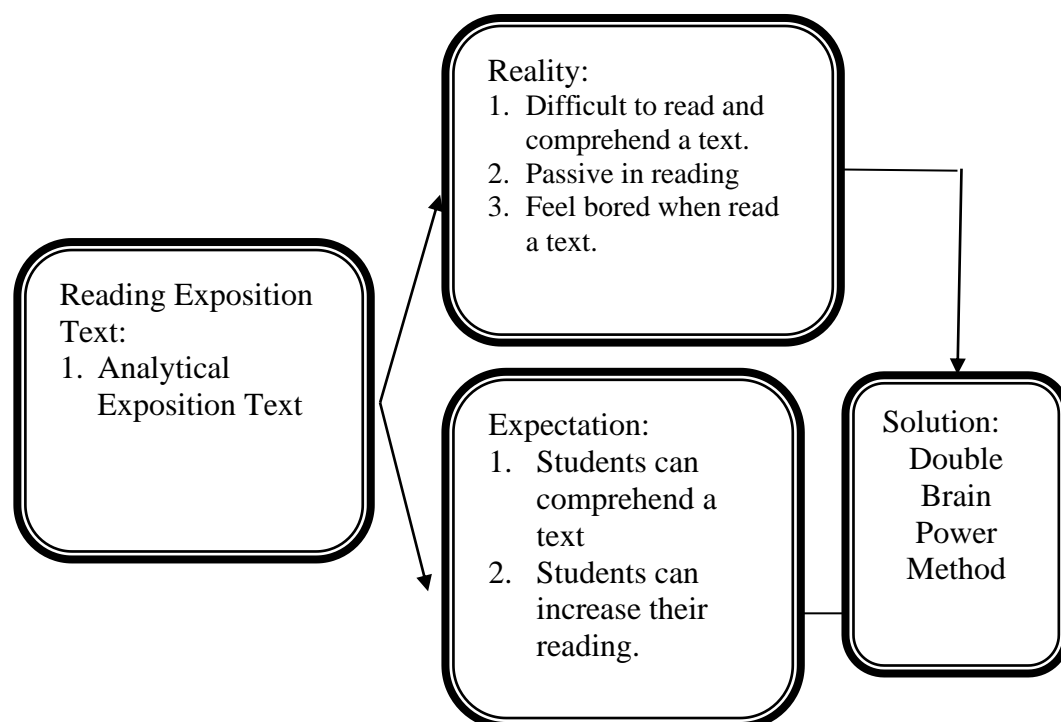 Reading Exposition
Text:
1. Analytical
Exposition Text
Reality:
1. Difficult to read and
comprehend a text.
2. Passive in reading
3. Feel bored when read
a text.
Expectation:
1. Students can
comprehend a
text
2. Students can
increase their
reading.
Solution:
Double
Brain
Power
Method